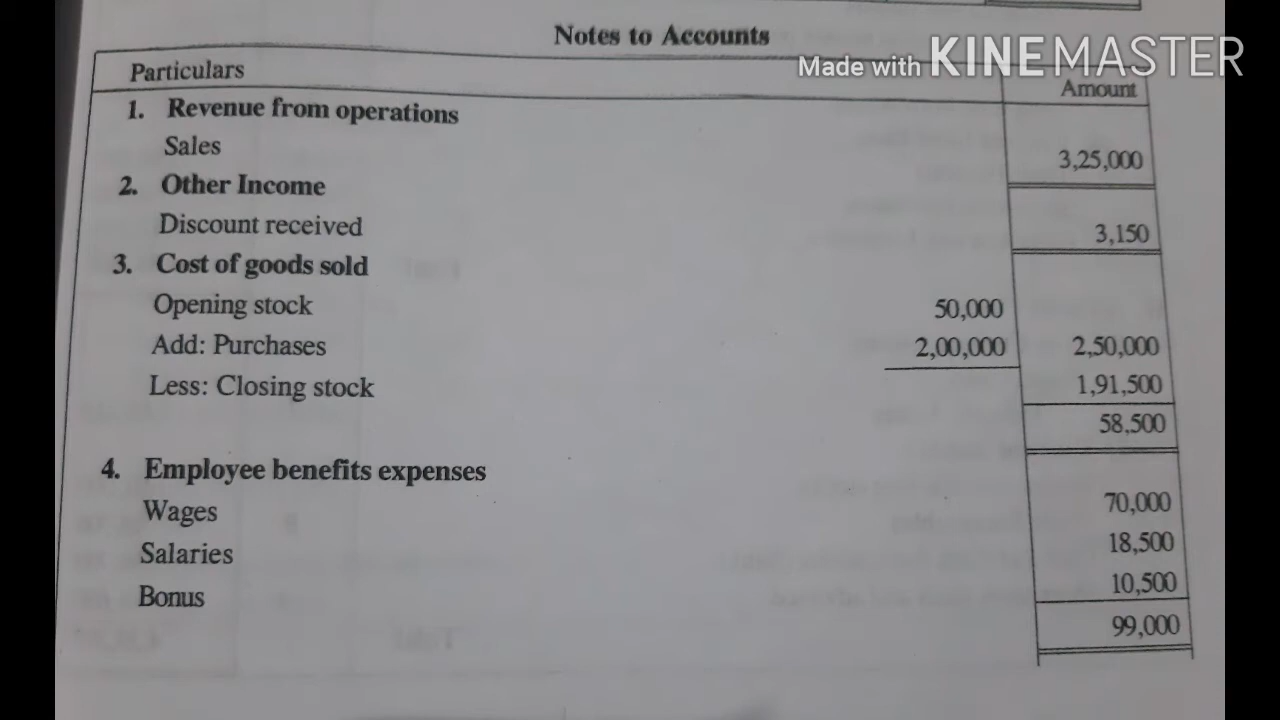 Notes to Accounts
Made with KINEMASTER
Particulars Amount
1. Revenue from operations
Sales 3,25,000
2. Other Income
Discount received 3,150
3. Cost of goods sold
Opening stock 50,000
Add: Purchases 2,00,000 2,50,000
Less: Closing stock 1,91,500
58,500
4. Employee benefits expenses
Wages 70,000
Salaries 18,500
Bonus 10,500
99,000